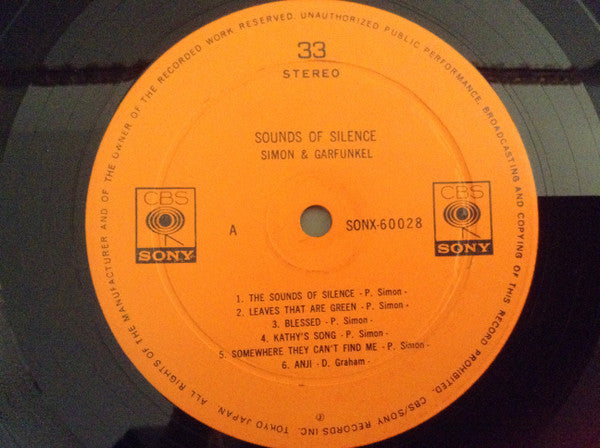 33
STEREO
SOUNDS OF SILENCE
SIMON & GARFUNKEL
CBS
SONY
A
SONX-60028
CBS
SONY
1. THE SOUNDS OF SILENCE - P. Simon -
2. LEAVES THAT ARE GREEN - P. Simon -
3. BLESSED - P. Simon -
4. KATHY'S SONG - P. Simon -
5. SOMEWHERE THEY CAN'T FIND ME - P. Simon -
6. ANJI - D. Graham -
ALL RIGHTS OF THE MANUFACTURER AND OF THE OWNER OF THE RECORDED WORK RESERVED. UNAUTHORIZED PUBLIC PERFORMANCE, BROADCASTING AND COPYING OF THIS RECORD PROHIBITED. CBS/SONY RECORDS INC. TOKYO JAPAN.